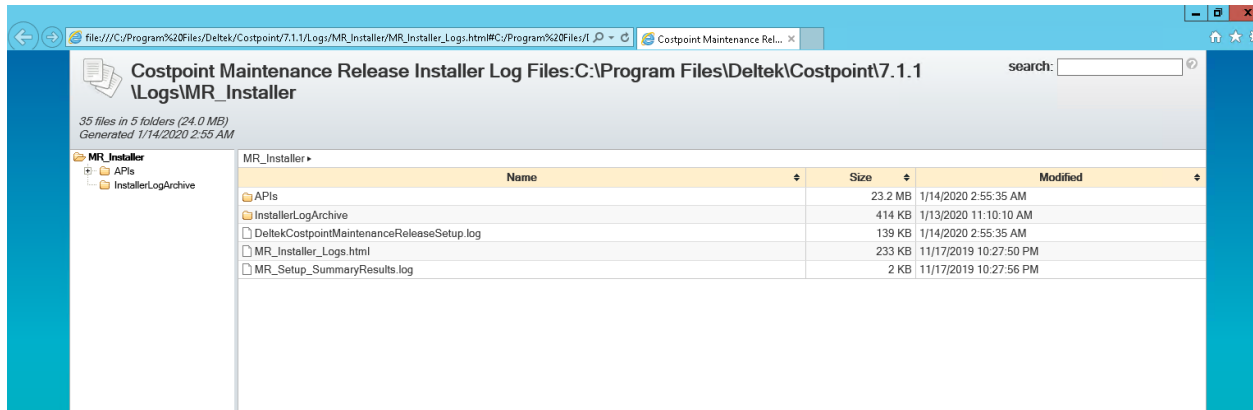 file:///C:/Program%20Files/Deltek/Costpoint/7.1.1/Logs/MR_Installer/MR_Installer_Logs.html#C:/Program%20Files/I
Costpoint Maintenance Rel...
Costpoint Maintenance Release Installer Log Files:C:\Program Files\Deltek\Costpoint\7.1.1
\Logs\MR_Installer
search:
35 files in 5 folders (24.0 MB)
Generated 1/14/2020 2:55 AM
MR_Installer
APIs
InstallerLogArchive
MR_Installer
Name Size Modified
APIs 23.2 MB 1/14/2020 2:55:35 AM
InstallerLogArchive 414 KB 1/13/2020 11:10:10 AM
DeltekCostpointMaintenanceReleaseSetup.log 139 KB 1/14/2020 2:55:35 AM
MR_Installer_Logs.html 233 KB 11/17/2019 10:27:50 PM
MR_Setup_SummaryResults.log 2 KB 11/17/2019 10:27:56 PM